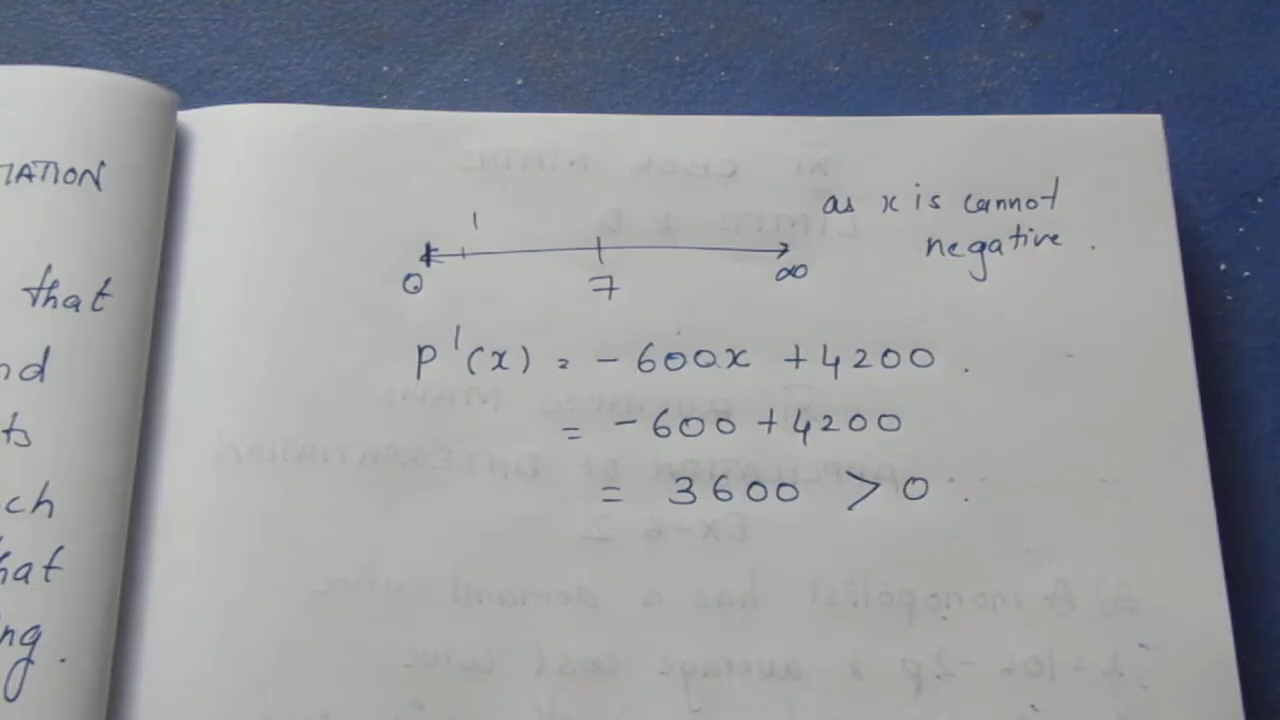 TIATION
that
nd
ts
ch
hat
ng.
as x is cannot
negative.
1
0 7 ∞
p'(x) = -600x + 4200.
= -600 + 4200
= 3600 > 0.